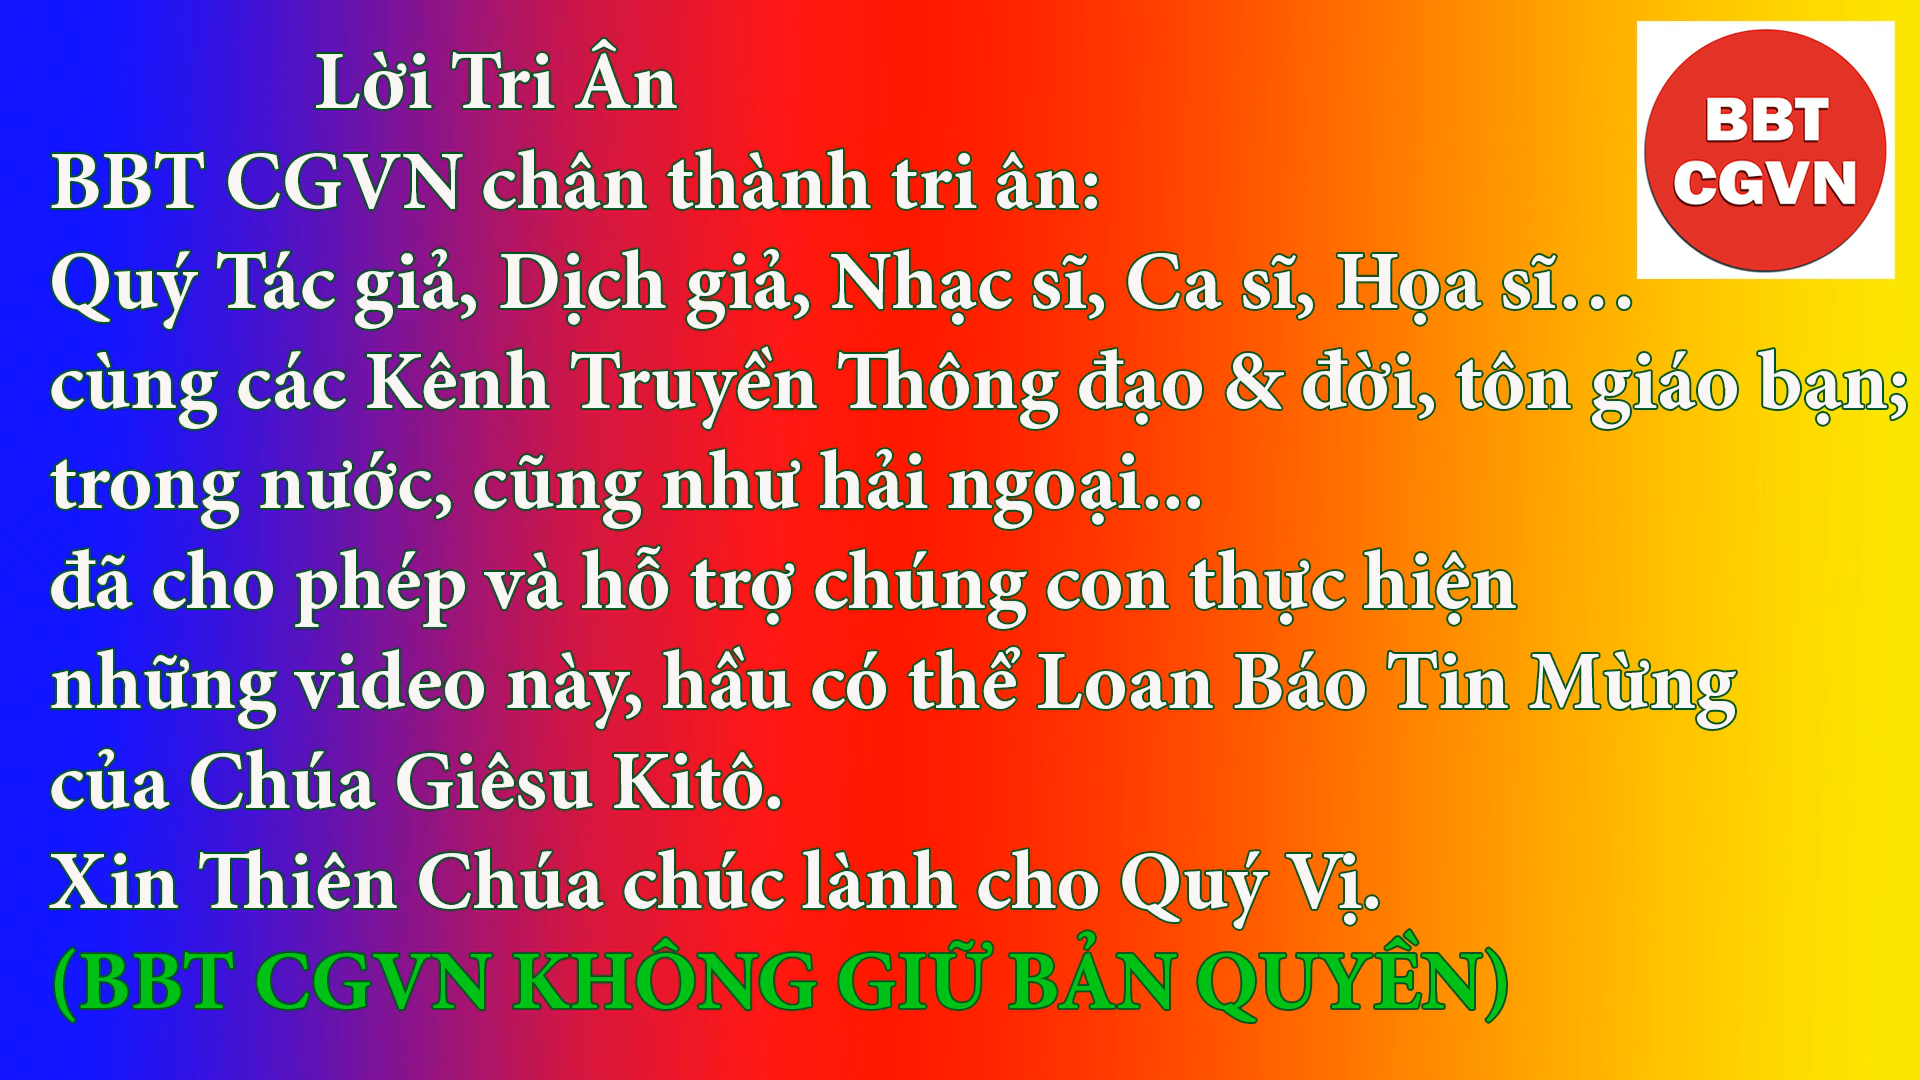 Lời Tri Ân
BBT CGVN chân thành tri ân:
Quý Tác giả, Dịch giả, Nhạc sĩ, Ca sĩ, Họa sĩ…
cùng các Kênh Truyền Thông đạo & đời, tôn giáo bạn;
trong nước, cũng như hải ngoại...
đã cho phép và hỗ trợ chúng con thực hiện
những video này, hầu có thể Loan Báo Tin Mừng
của Chúa Giêsu Kitô.
Xin Thiên Chúa chúc lành cho Quý Vị.
(BBT CGVN KHÔNG GIỮ BẢN QUYỀN)
BBT
CGVN